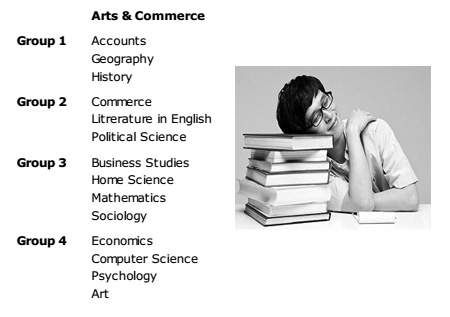 Arts & Commerce
Group 1 Accounts
Geography
History
Group 2 Commerce
Litrerature in English
Political Science
Group 3 Business Studies
Home Science
Mathematics
Sociology
Group 4 Economics
Computer Science
Psychology
Art